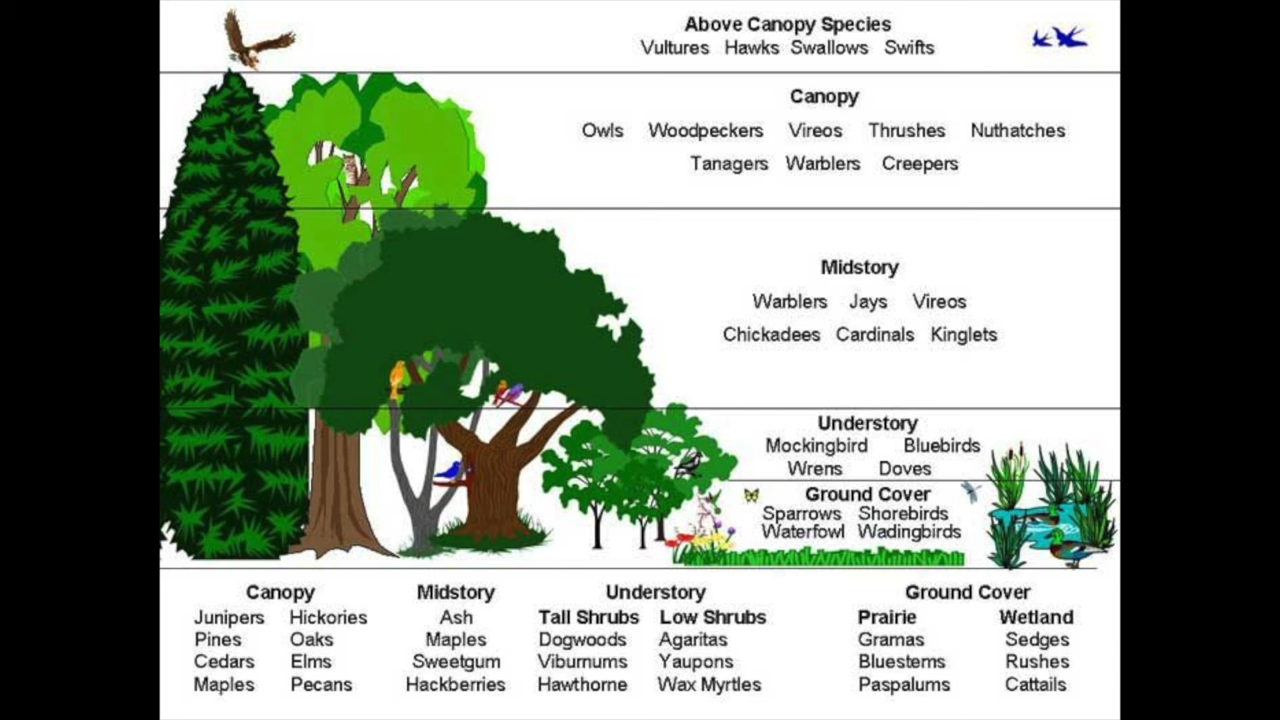 Above Canopy Species
Vultures Hawks Swallows Swifts
Canopy
Owls Woodpeckers Vireos Thrushes Nuthatches
Tanagers Warblers Creepers
Midstory
Warblers Jays Vireos
Chickadees Cardinals Kinglets
Understory
Mockingbird Bluebirds
Wrens Doves
Ground Cover
Sparrows Shorebirds
Waterfowl Wadingbirds
Canopy Midstory Understory Ground Cover
Junipers Hickories Ash Tall Shrubs Low Shrubs Prairie Wetland
Pines Oaks Maples Dogwoods Agaritas Gramas Sedges
Cedars Elms Sweetgum Viburnums Yaupons Bluestems Rushes
Maples Pecans Hackberries Hawthorne Wax Myrtles Paspalums Cattails